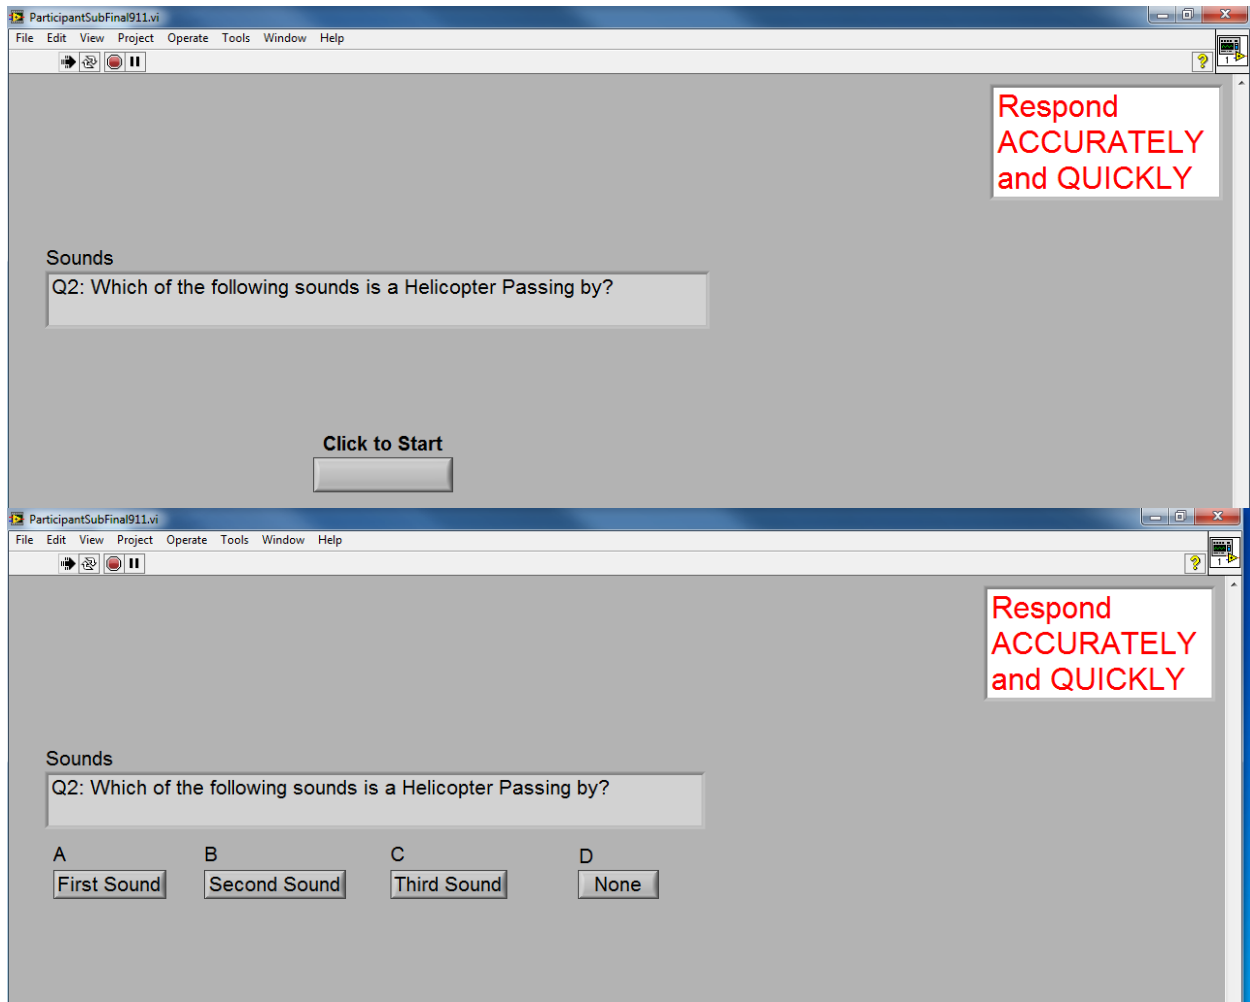 ParticipantSubFinal911.vi
File Edit View Project Operate Tools Window Help
Respond
ACCURATELY
and QUICKLY
Sounds
Q2: Which of the following sounds is a Helicopter Passing by?
Click to Start
ParticipantSubFinal911.vi
File Edit View Project Operate Tools Window Help
Respond
ACCURATELY
and QUICKLY
Sounds
Q2: Which of the following sounds is a Helicopter Passing by?
A B C D
First Sound Second Sound Third Sound None